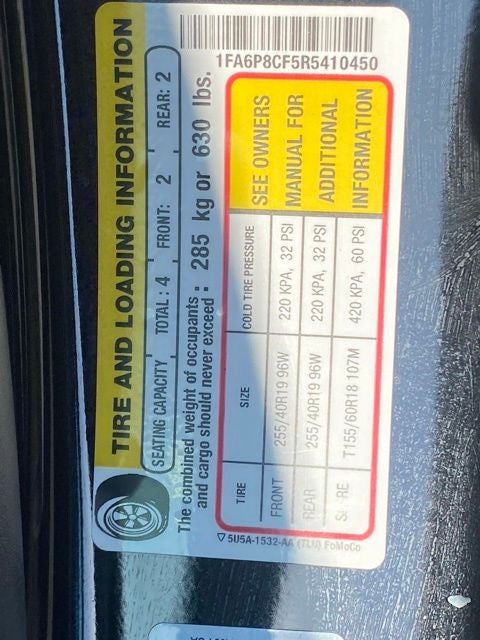 TIRE AND LOADING INFORMATION
SEATING CAPACITY TOTAL : 4 FRONT: 2 REAR: 2
The combined weight of occupants
and cargo should never exceed : 285 kg or 630 lbs.
1FA6P8CF5R5410450
TIRE SIZE COLD TIRE PRESSURE
FRONT 255/40R19 96W 220 KPA, 32 PSI
REAR 255/40R19 96W 220 KPA, 32 PSI
S RE T155/60R18 107M 420 KPA, 60 PSI
SEE OWNERS
MANUAL FOR
ADDITIONAL
INFORMATION
5U5A-1532-AA (TLU) FoMoCo